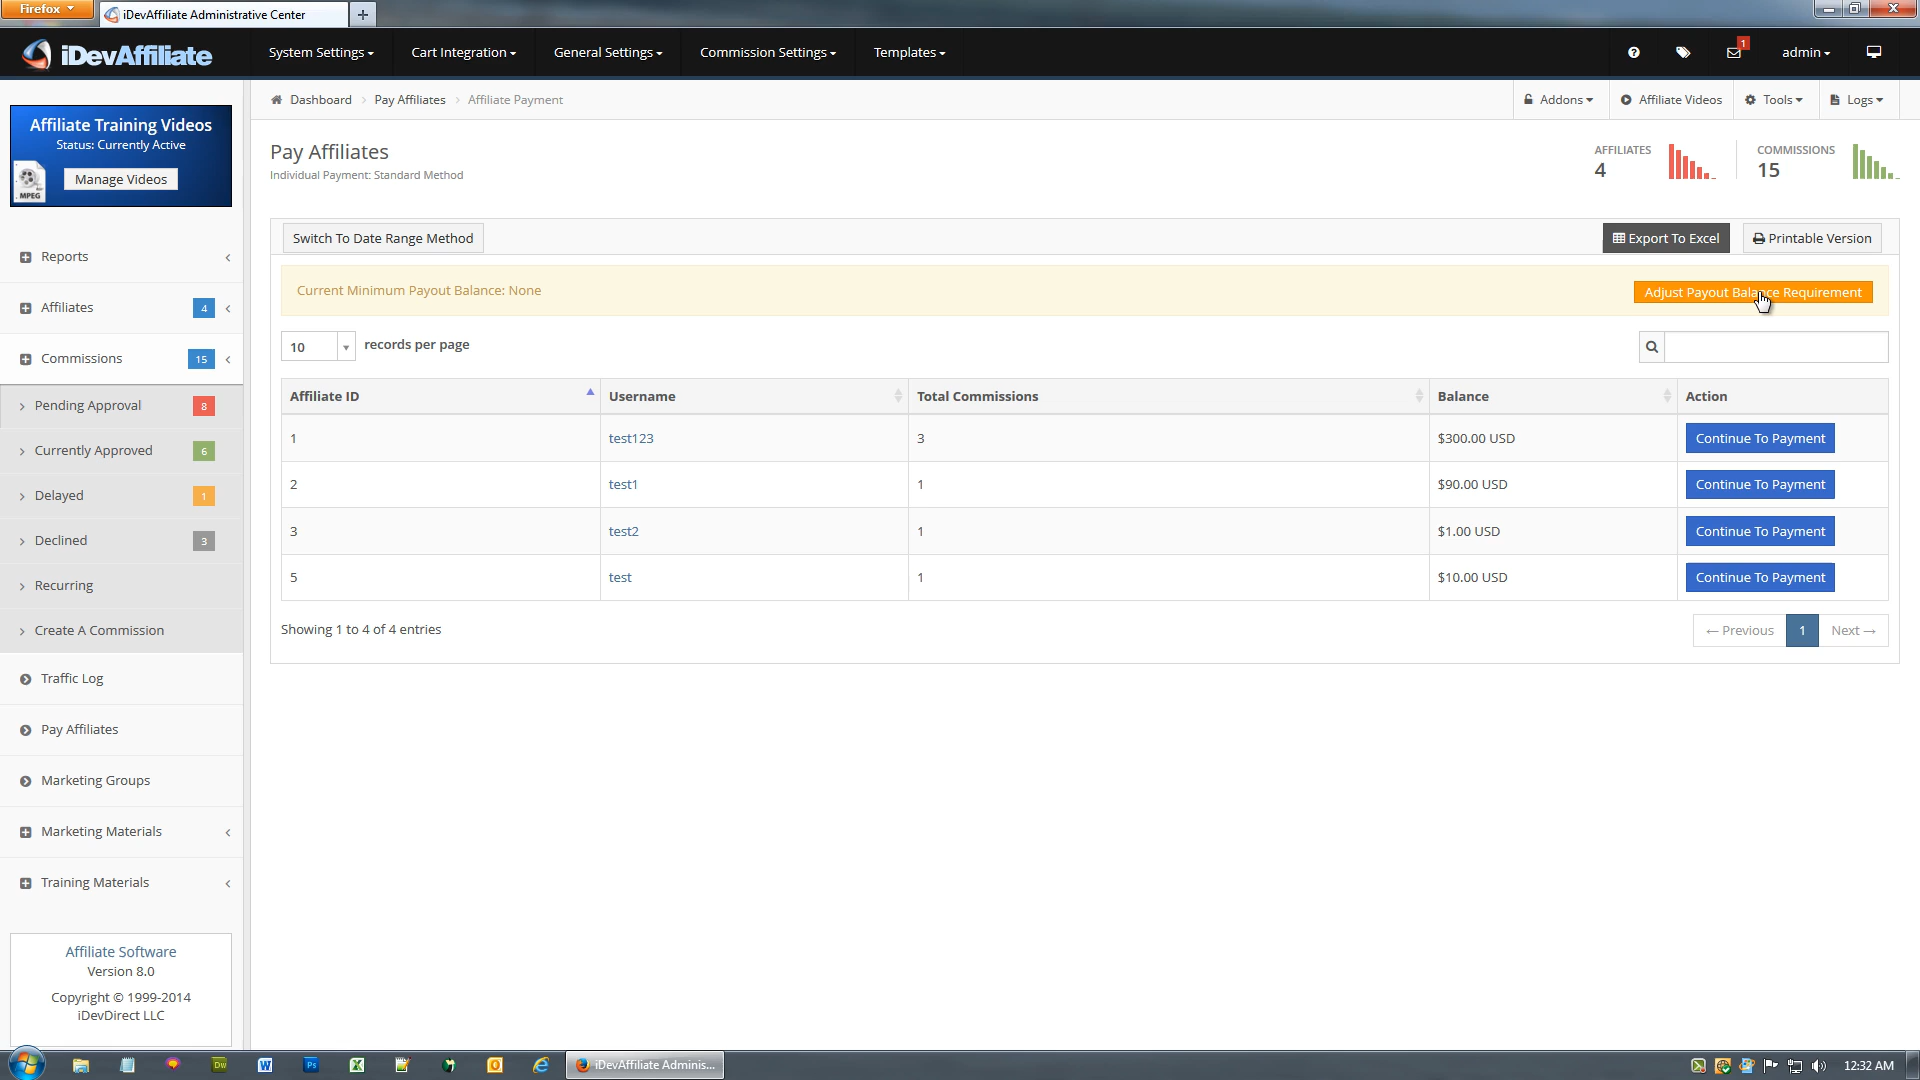 Firefox
iDevAffiliate Administrative Center
iDevAffiliate
System Settings
Cart Integration
General Settings
Commission Settings
Templates
1
admin
Affiliate Training Videos
Status: Currently Active
Manage Videos
MPEG
Dashboard
Pay Affiliates
Affiliate Payment
Addons
Affiliate Videos
Tools
Logs
Pay Affiliates
Individual Payment: Standard Method
AFFILIATES
4
COMMISSIONS
15
Reports
Affiliates 4
Commissions 15
Pending Approval 8
Currently Approved 6
Delayed 1
Declined 3
Recurring
Create A Commission
Traffic Log
Pay Affiliates
Marketing Groups
Marketing Materials
Training Materials
Affiliate Software
Version 8.0
Copyright © 1999-2014
iDevDirect LLC
Switch To Date Range Method
Export To Excel
Printable Version
Current Minimum Payout Balance: None
Adjust Payout Balance Requirement
10 records per page
Affiliate ID Username Total Commissions Balance Action
1 test123 3 $300.00 USD Continue To Payment
2 test1 1 $90.00 USD Continue To Payment
3 test2 1 $1.00 USD Continue To Payment
5 test 1 $10.00 USD Continue To Payment
Showing 1 to 4 of 4 entries
← Previous 1 Next →
Dw
W
Ps
X
O
iDevAffiliate Adminis...
12:32 AM